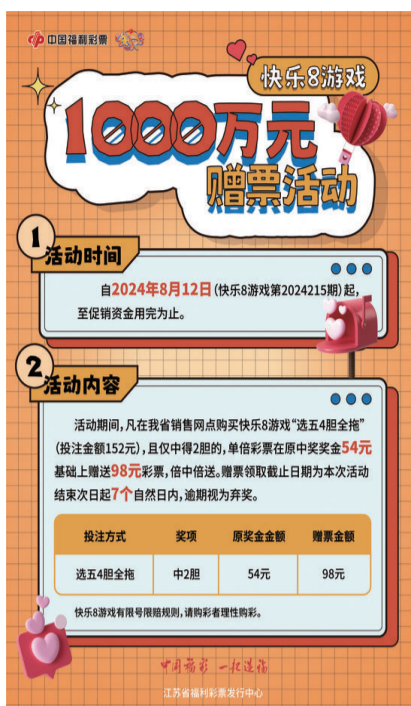 中国福利彩票
快乐8游戏
1000万元
赠票活动
1
活动时间
自2024年8月12日(快乐8游戏第2024215期)起,
至促销资金用完为止。
2
活动内容
活动期间,凡在我省销售网点购买快乐8游戏“选五4胆全拖”
(投注金额152元),且仅中得2胆的,单倍彩票在原中奖奖金54元
基础上赠送98元彩票,倍中倍送。赠票领取截止日期为本次活动
结束次日起7个自然日内,逾期视为弃奖。
投注方式 奖项 原奖金金额 赠票金额
选五4胆全拖 中2胆 54元 98元
快乐8游戏有限号限赔规则,请购彩者理性购彩。
中国福彩 一起造福
江苏省福利彩票发行中心